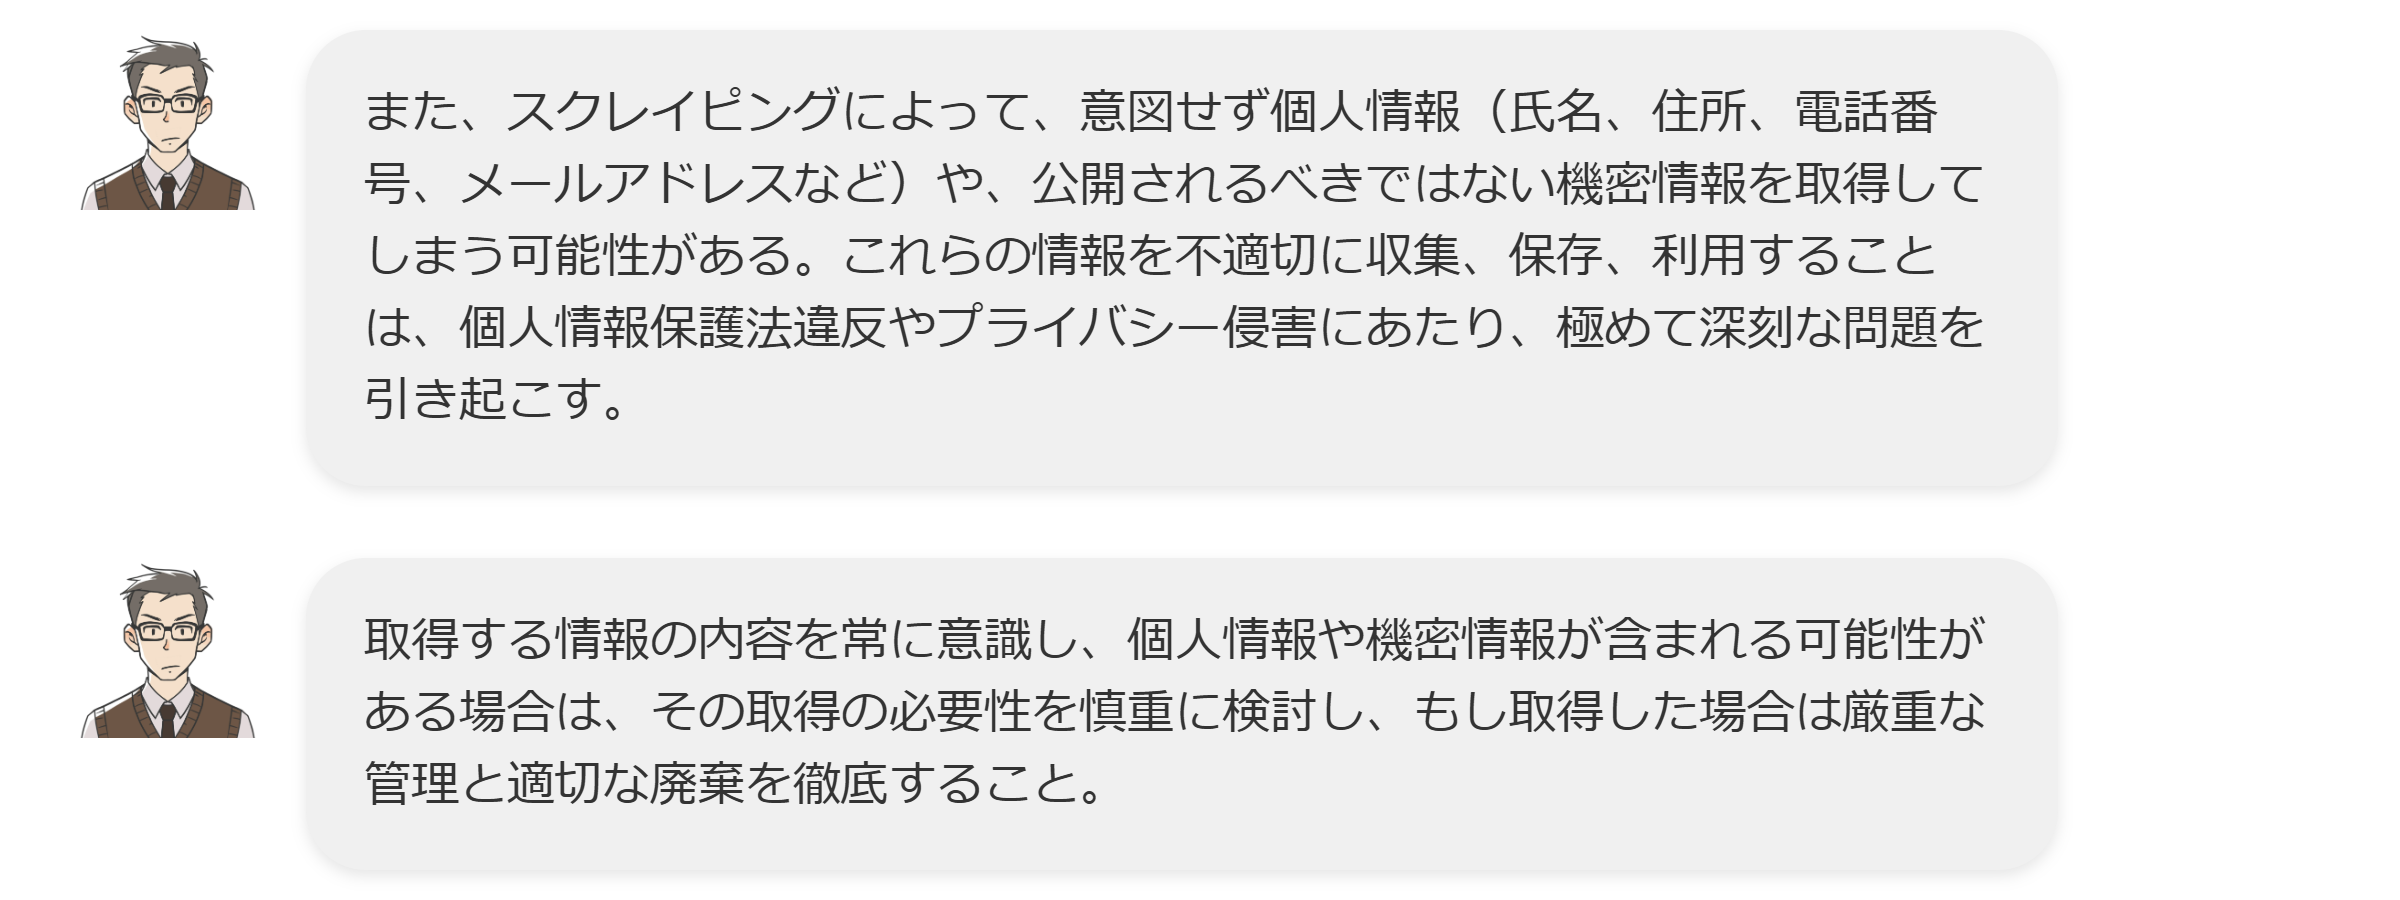 また、スクレイピングによって、意図せず個人情報（氏名、住所、電話番
号、メールアドレスなど）や、公開されるべきではない機密情報を取得して
しまう可能性がある。これらの情報を不適切に収集、保存、利用すること
は、個人情報保護法違反やプライバシー侵害にあたり、極めて深刻な問題を
引き起こす。
取得する情報の内容を常に意識し、個人情報や機密情報が含まれる可能性が
ある場合は、その取得の必要性を慎重に検討し、もし取得した場合は厳重な
管理と適切な廃棄を徹底すること。